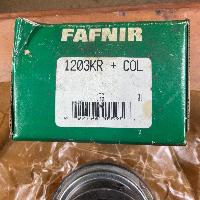 FAFNIR
1203KR + COL